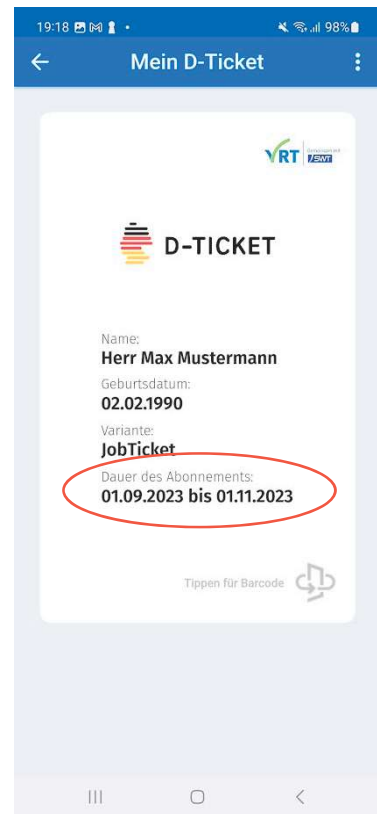 19:18
98%
Mein D-Ticket
VRT
SWT
D-TICKET
Name:
Herr Max Mustermann
Geburtsdatum:
02.02.1990
Variante:
JobTicket
Dauer des Abonnements:
01.09.2023 bis 01.11.2023
Tippen für Barcode